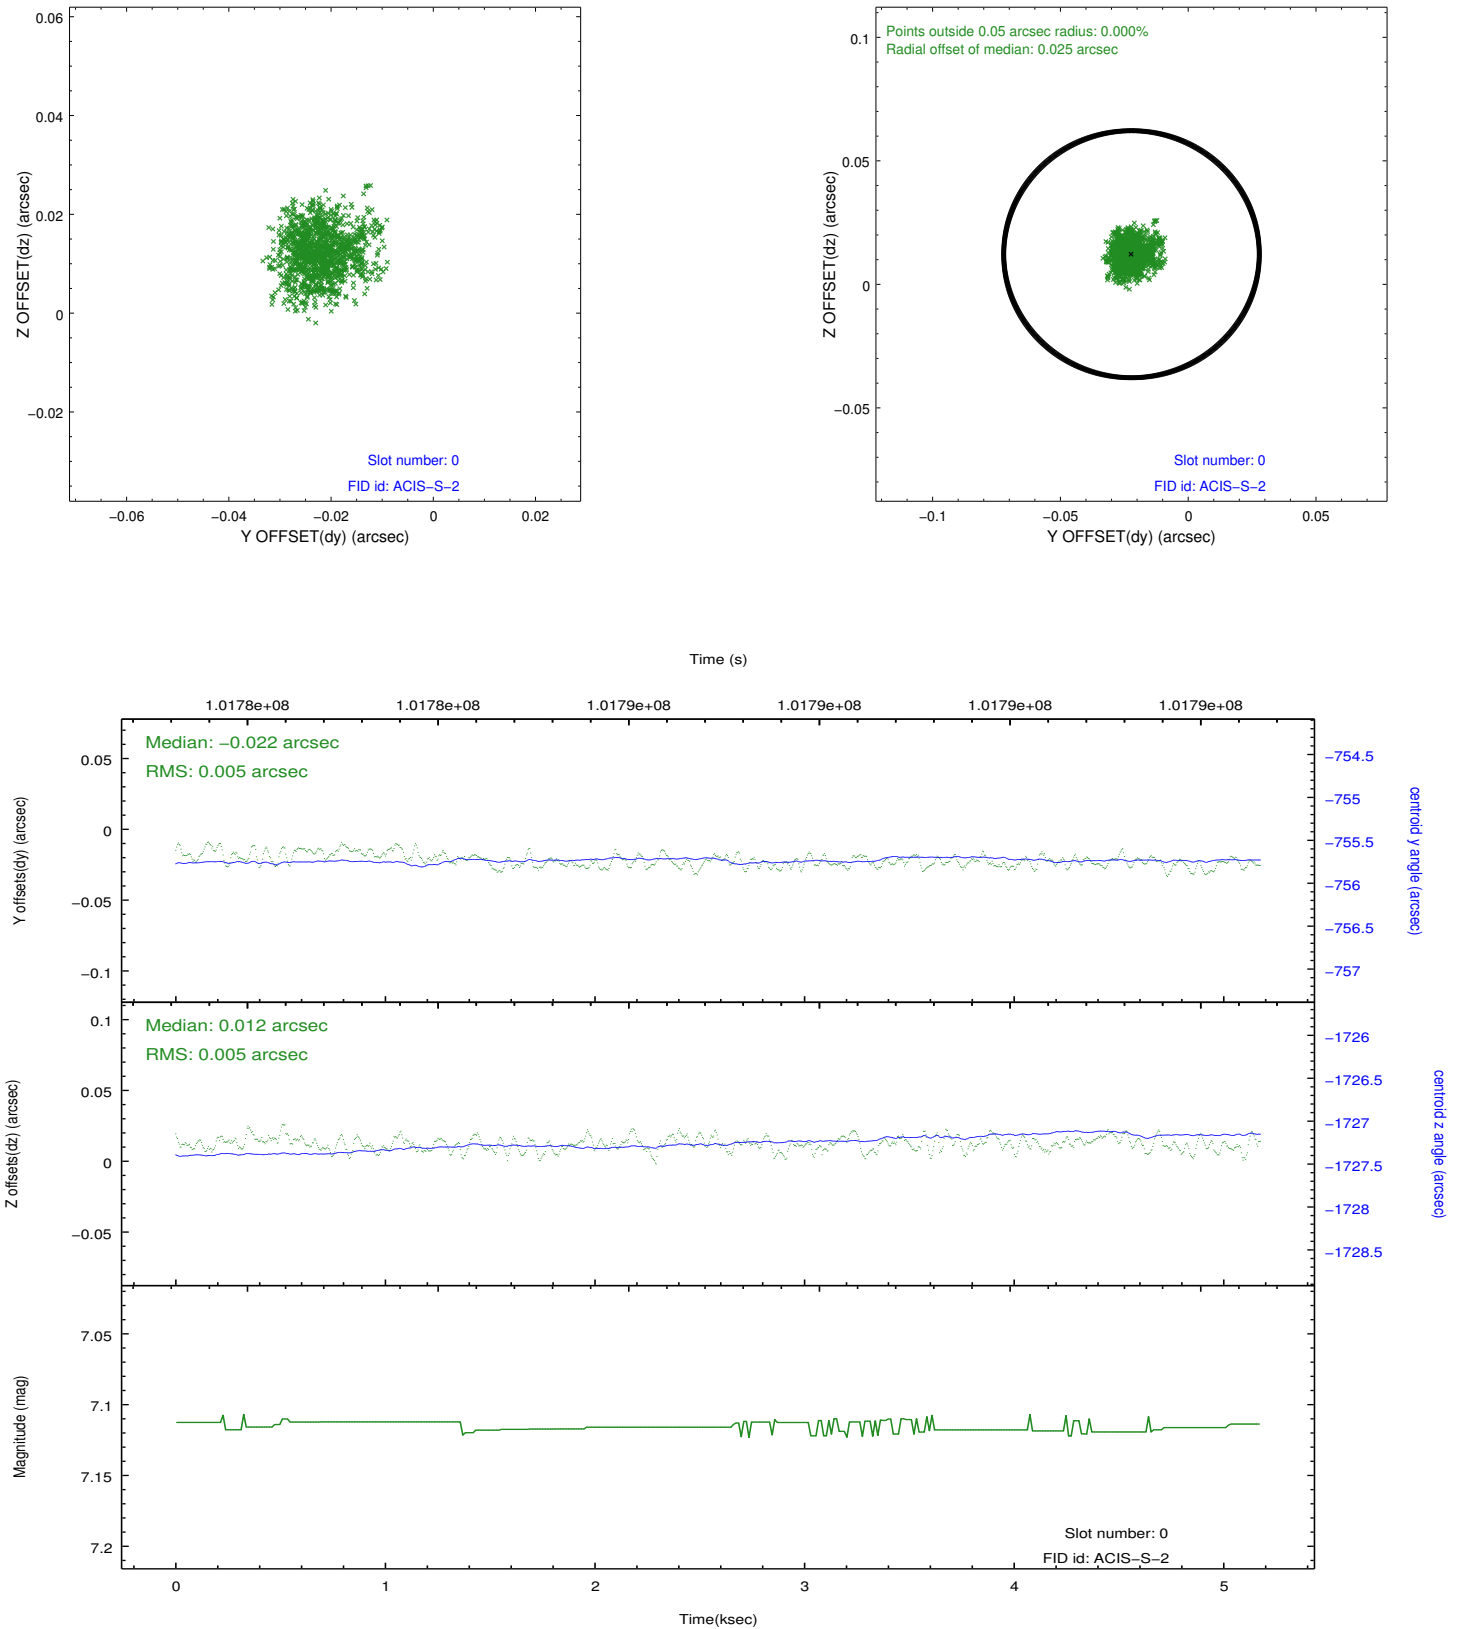 0.06
0.04
0.02
0
−0.02
−0.06
−0.04
−0.02
0
0.02
Z OFFSET(dz) (arcsec)
Y OFFSET(dy) (arcsec)
Slot number: 0
FID id: ACIS−S−2
Points outside 0.05 arcsec radius: 0.000%
Radial offset of median: 0.025 arcsec
0.1
0.05
0
−0.05
−0.1
−0.05
0
0.05
Z OFFSET(dz) (arcsec)
Y OFFSET(dy) (arcsec)
Slot number: 0
FID id: ACIS−S−2
Time (s)
1.0178e+08
1.0178e+08
1.0179e+08
1.0179e+08
1.0179e+08
1.0179e+08
Median: −0.022 arcsec
RMS: 0.005 arcsec
0.05
0
−0.05
−0.1
Y offsets(dy) (arcsec)
−754.5
−755
−755.5
−756
−756.5
−757
centroid y angle (arcsec)
Median: 0.012 arcsec
RMS: 0.005 arcsec
0.1
0.05
0
−0.05
Z offsets(dz) (arcsec)
−1726
−1726.5
−1727
−1727.5
−1728
−1728.5
centroid z angle (arcsec)
7.05
7.1
7.15
7.2
Magnitude (mag)
Slot number: 0
FID id: ACIS−S−2
0
1
2
3
4
5
Time(ksec)